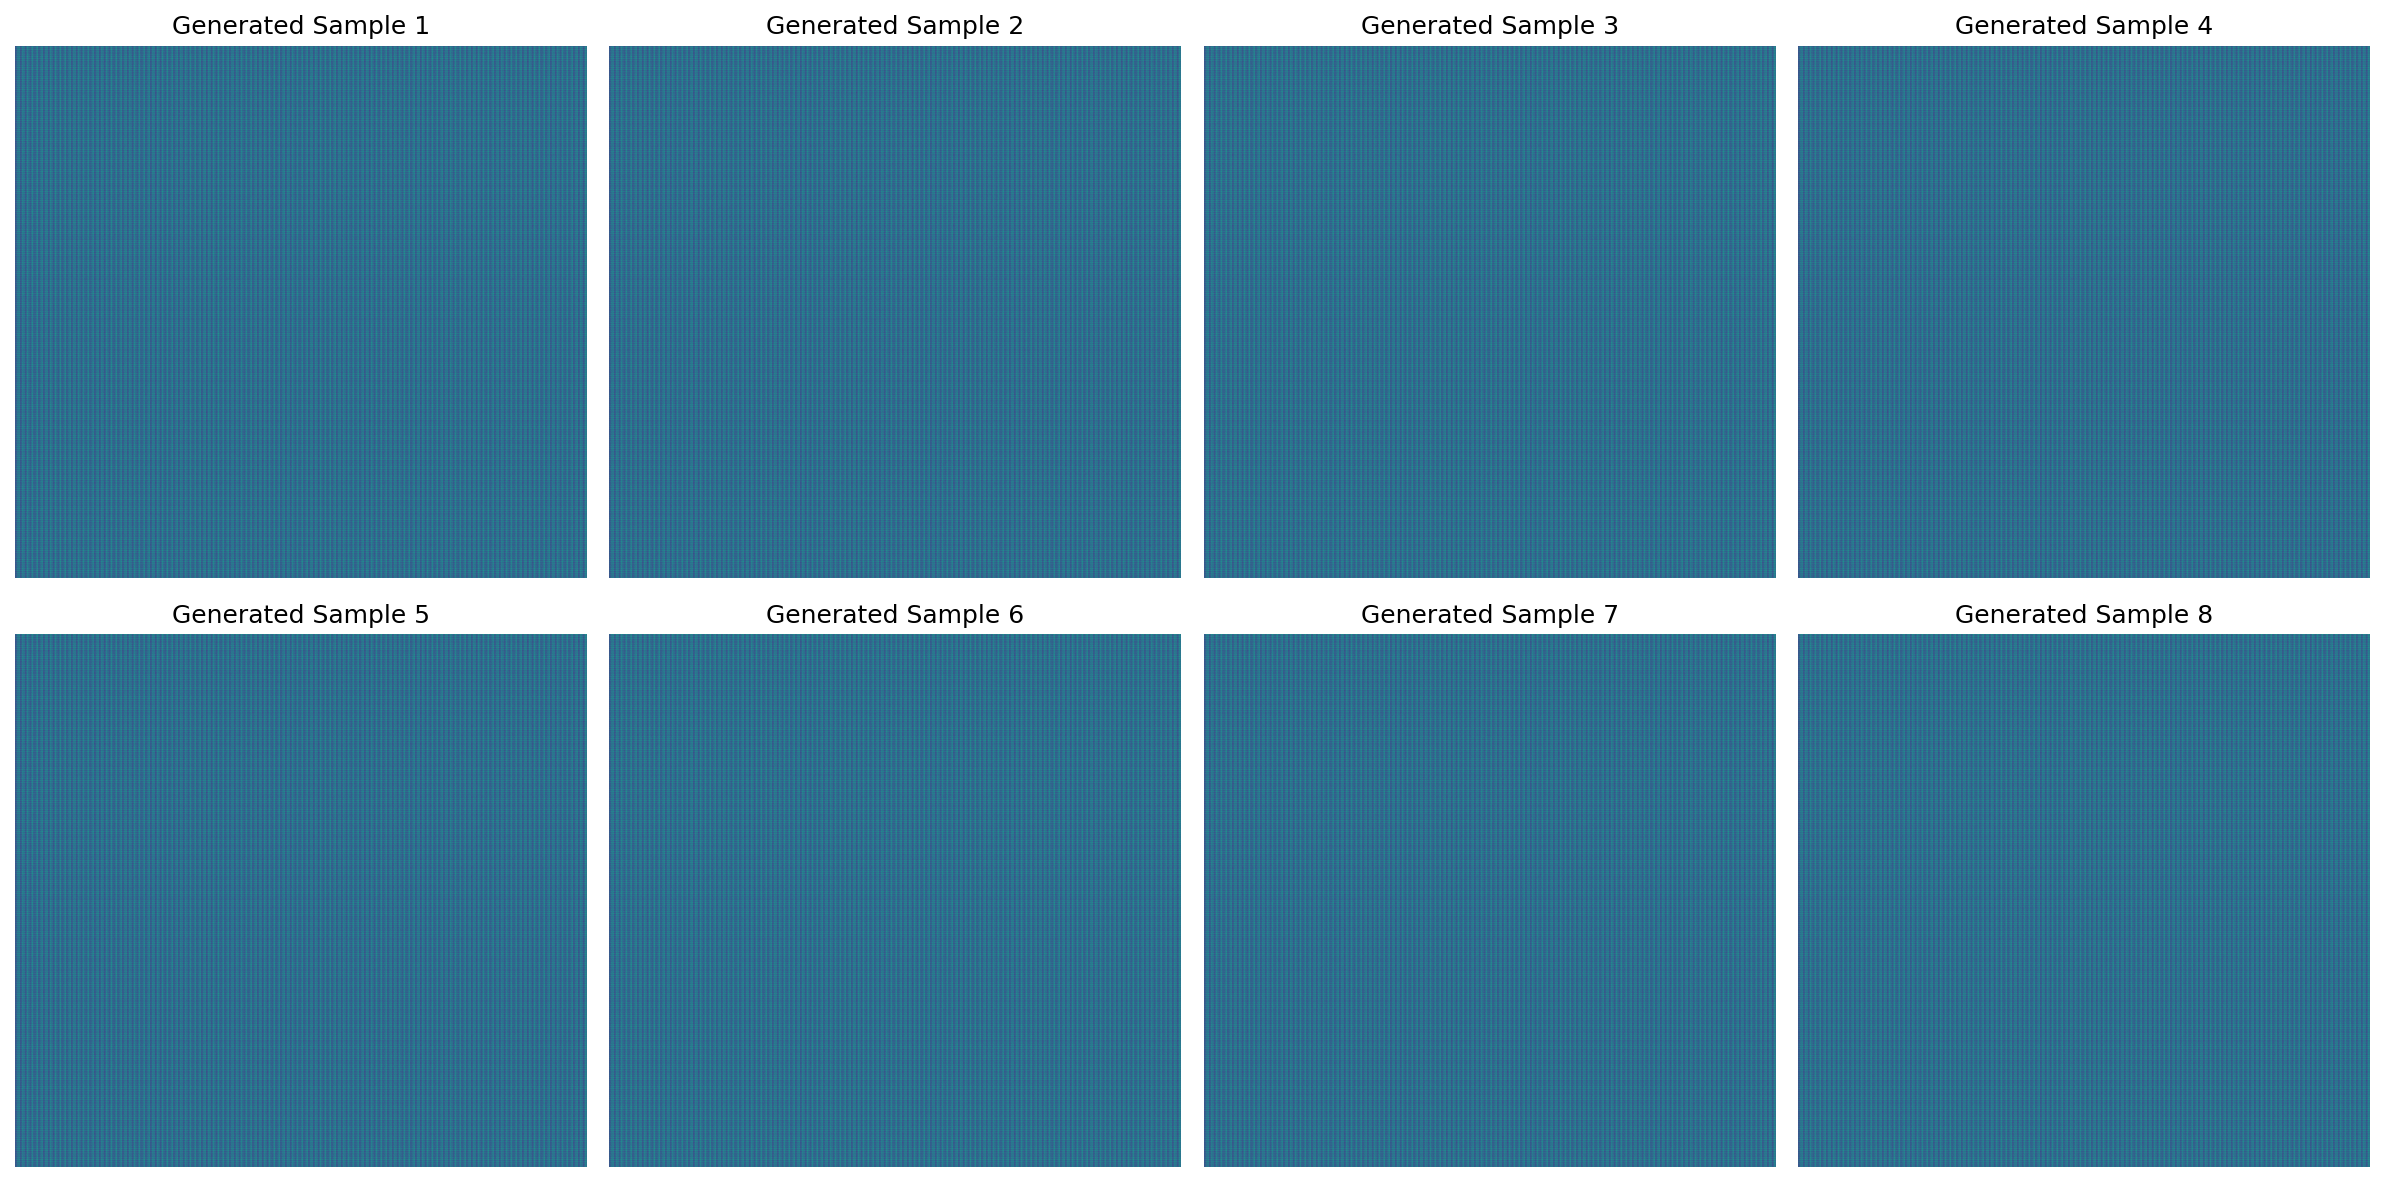 Generated Sample 1
Generated Sample 2
Generated Sample 3
Generated Sample 4
Generated Sample 5
Generated Sample 6
Generated Sample 7
Generated Sample 8